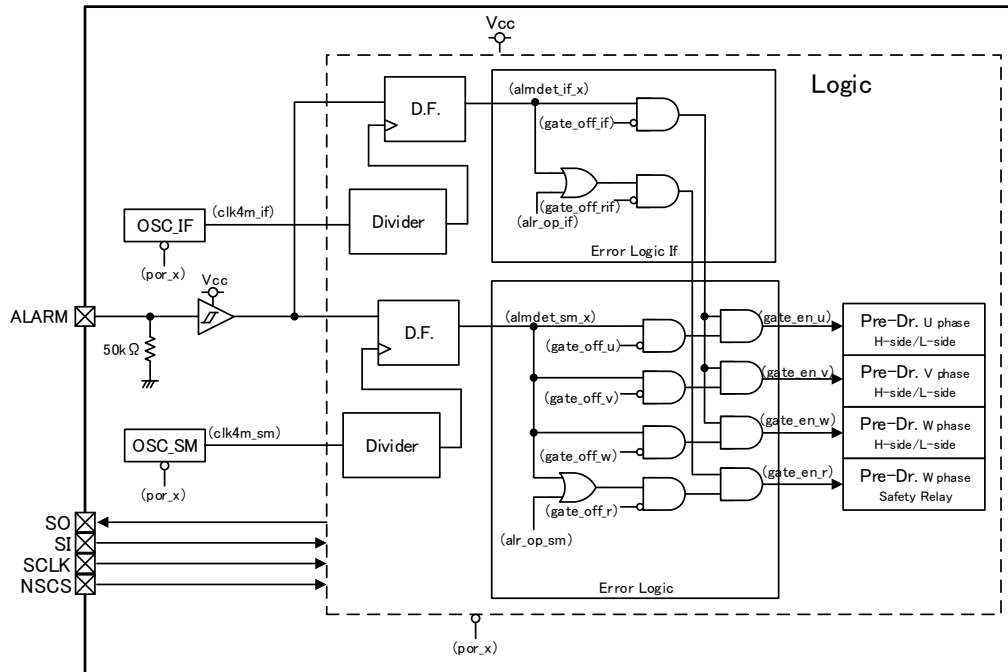 Vcc
Logic
D.F.
(almdet_if_x)
(gate_off_if)
(gate_off_rif)
(alr_op_if)
Error Logic If
OSC_IF
(clk4m_if)
Divider
(por_x)
Vcc
ALARM
50kΩ
D.F.
(almdet_sm_x)
(gate_off_u)
(gate_off_v)
(gate_off_w)
(gate_off_r)
(alr_op_sm)
Error Logic
(gate_en_u)
(gate_en_v)
(gate_en_w)
(gate_en_r)
Pre-Dr. U phase
H-side/L-side
Pre-Dr. V phase
H-side/L-side
Pre-Dr. W phase
H-side/L-side
Pre-Dr. W phase
Safety Relay
OSC_SM
(clk4m_sm)
Divider
(por_x)
SO
SI
SCLK
NSCS
(por_x)